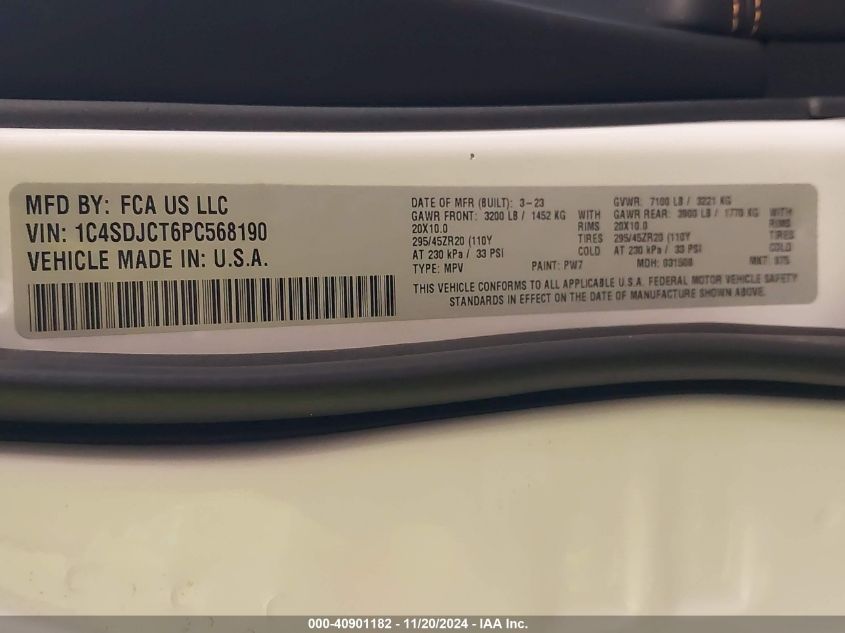 MFD BY: FCA US LLC
VIN: 1C4SDJCT6PC568190
VEHICLE MADE IN: U.S.A.
DATE OF MFR (BUILT): 3-23
GAWR FRONT: 3200 LB / 1452 KG WITH
20X10.0 RIMS
295/45ZR20 (110Y TIRES
AT 230 kPa / 33 PSI COLD
TYPE: MPV PAINT: PW7
GVWR: 7100 LB / 3221 KG
GAWR REAR: 3900 LB / 1770 KG WITH
20X10.0 RIMS
295/45ZR20 (110Y TIRES
AT 230 kPa / 33 PSI COLD
MDH: MKT:
THIS VEHICLE CONFORMS TO ALL APPLICABLE U.S.A. FEDERAL MOTOR VEHICLE SAFETY
STANDARDS IN EFFECT ON THE DATE OF MANUFACTURE SHOWN ABOVE.
000-40901182 - 11/20/2024 - IAA Inc.